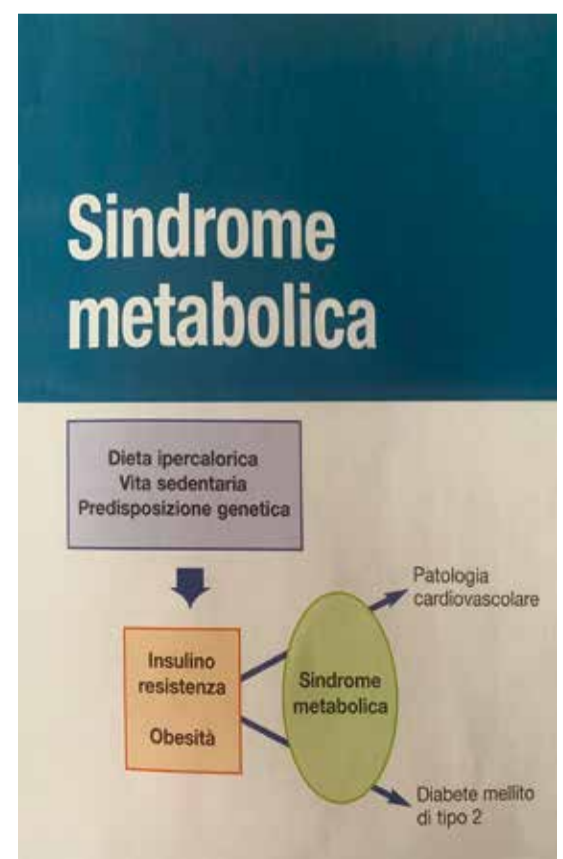 Sindrome
metabolica
Dieta ipercalorica
Vita sedentaria
Predisposizione genetica
Insulino
resistenza
Obesità
Sindrome
metabolica
Patologia
cardiovascolare
Diabete mellito
di tipo 2